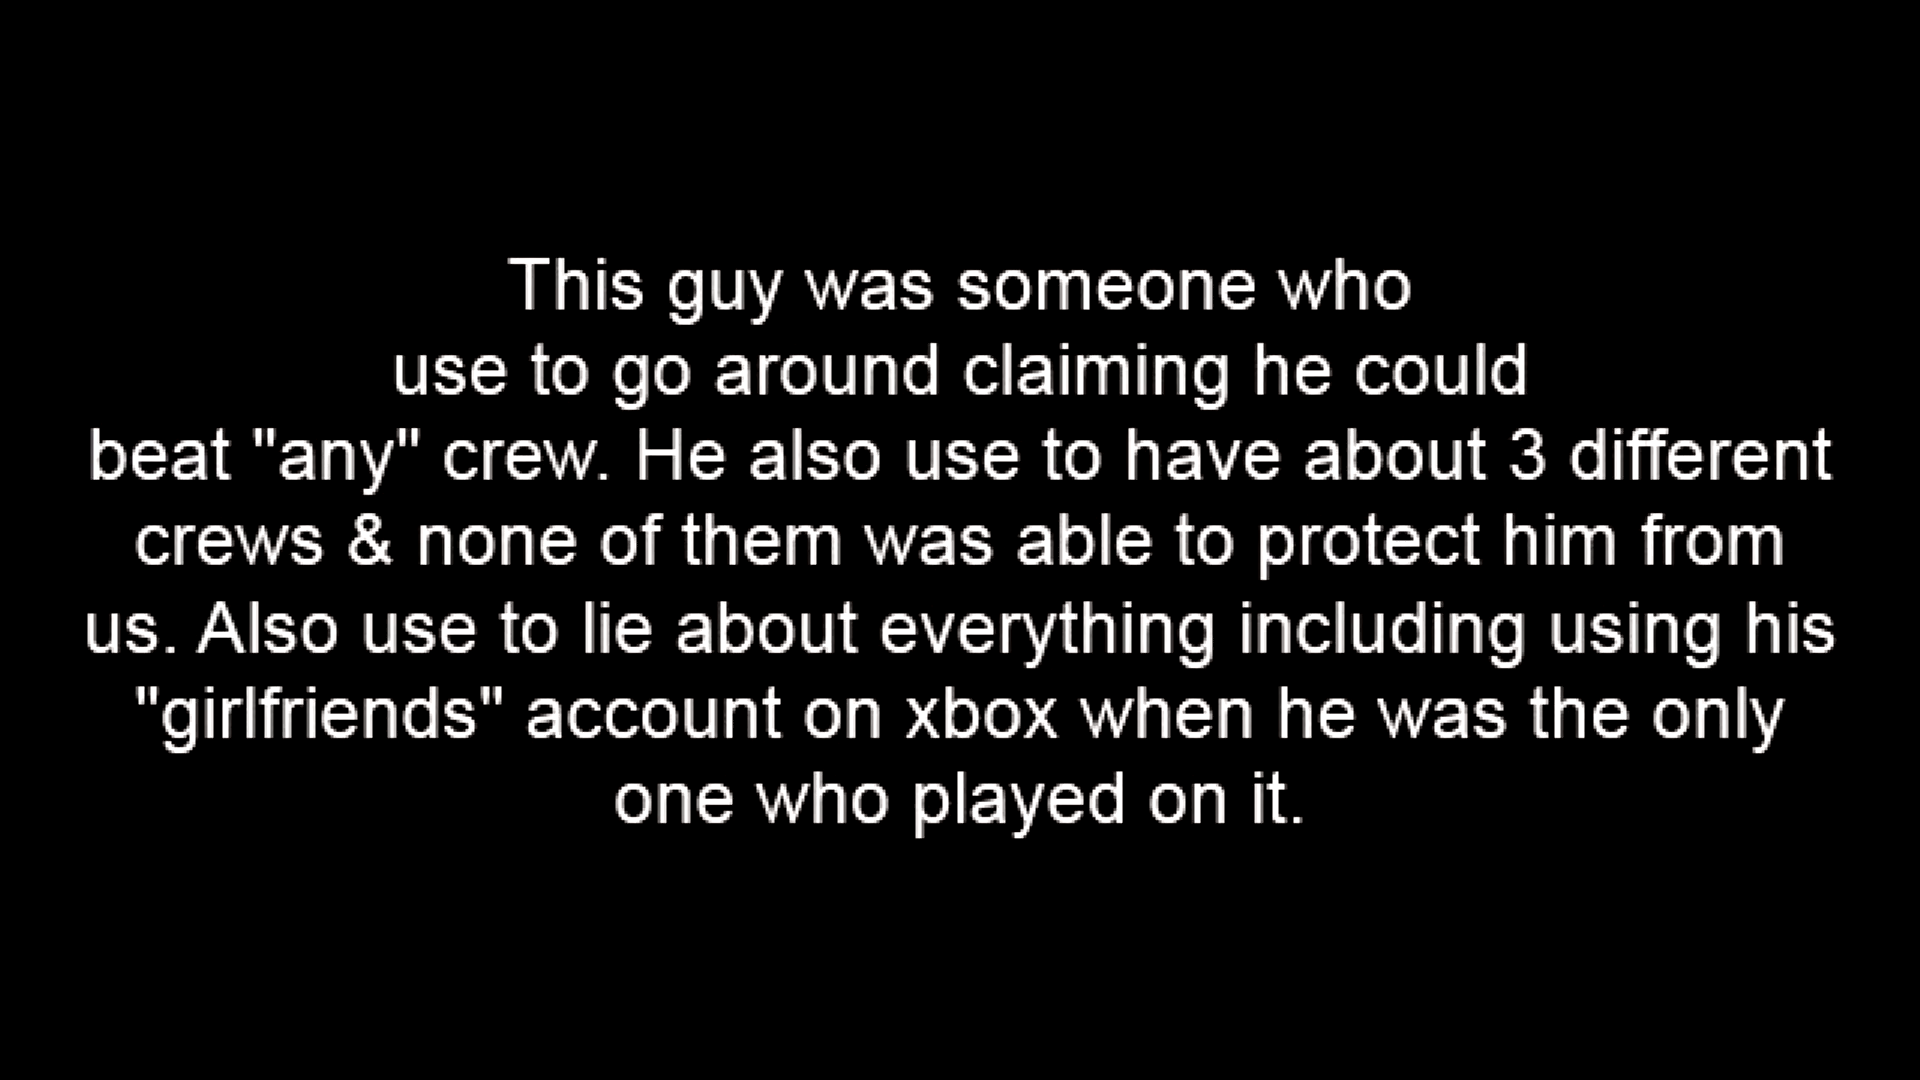 This guy was someone who
use to go around claiming he could
beat "any" crew. He also use to have about 3 different
crews & none of them was able to protect him from
us. Also use to lie about everything including using his
"girlfriends" account on xbox when he was the only
one who played on it.